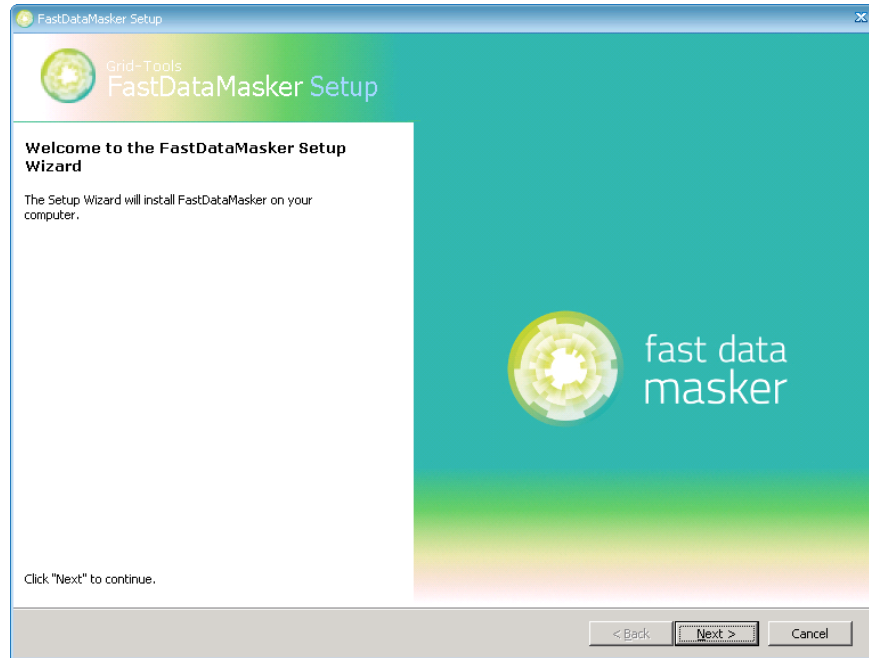 FastDataMasker Setup
Grid-Tools
FastDataMasker Setup
Welcome to the FastDataMasker Setup
Wizard
The Setup Wizard will install FastDataMasker on your
computer.
fast data
masker
Click "Next" to continue.
< Back Next > Cancel